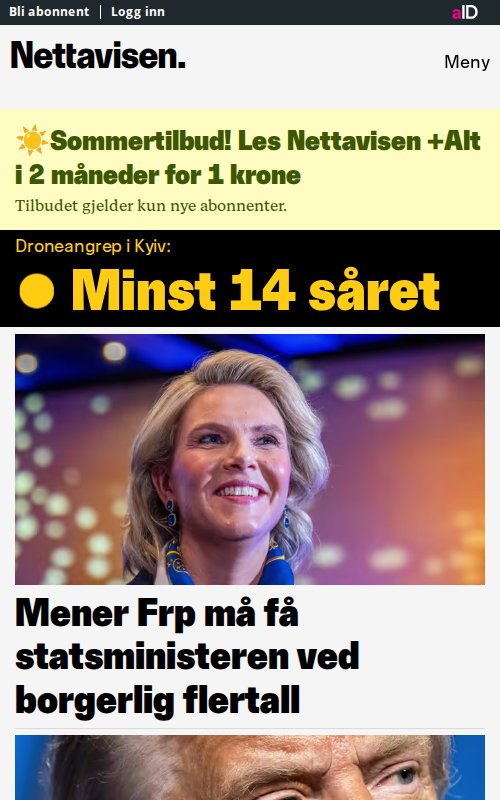 Bli abonnent
Logg inn
aID
Nettavisen.
Meny
Sommertilbud! Les Nettavisen +Alt
i 2 måneder for 1 krone
Tilbudet gjelder kun nye abonnenter.
Droneangrep i Kyiv:
Minst 14 såret
Mener Frp må få
statsministeren ved
borgerlig flertall